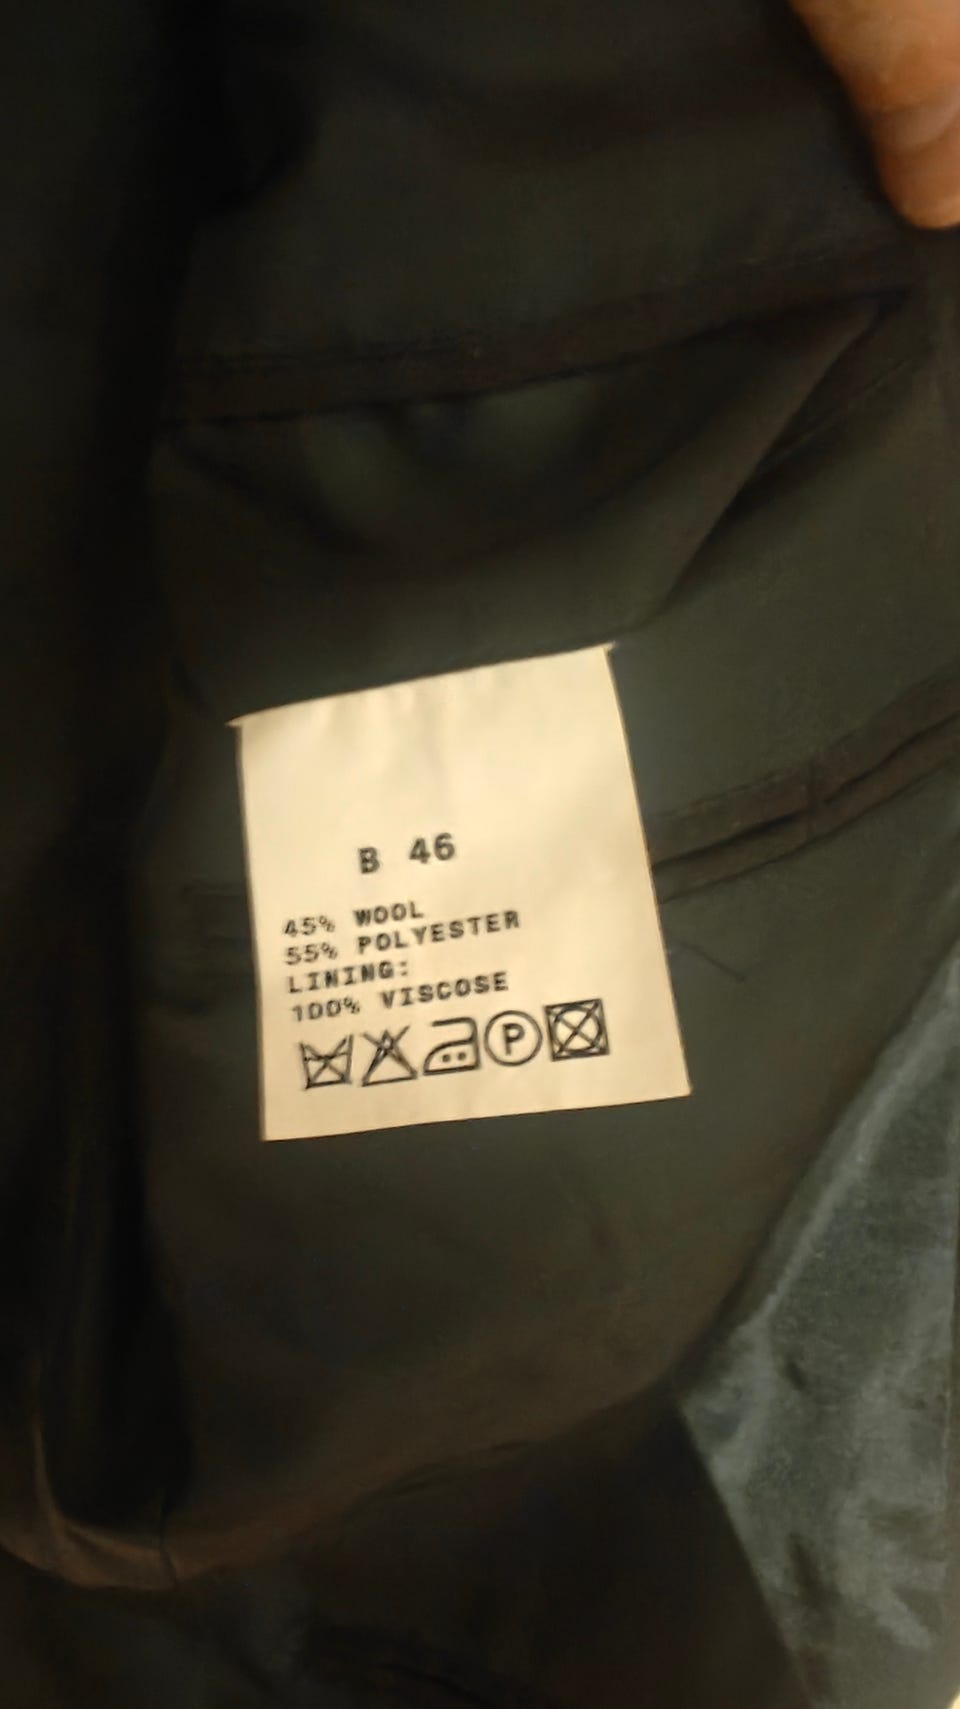 B 46
45% WOOL
55% POLYESTER
LINING:
100% VISCOSE
P